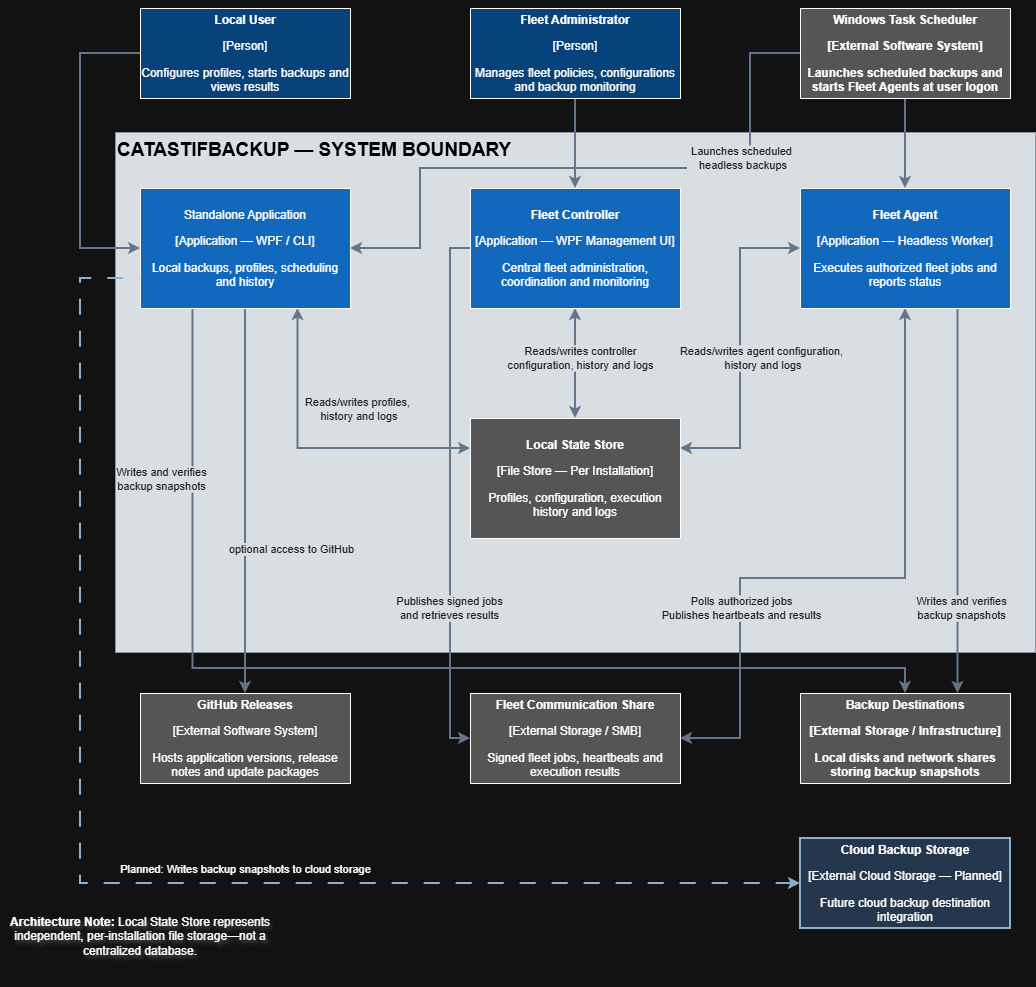 Local User
[Person]
Configures profiles, starts backups and
views results
Fleet Administrator
[Person]
Manages fleet policies, configurations
and backup monitoring
Windows Task Scheduler
[External Software System]
Launches scheduled backups and
starts Fleet Agents at user logon
CATASTIFBACKUP — SYSTEM BOUNDARY
Launches scheduled
headless backups
Standalone Application
[Application — WPF / CLI]
Local backups, profiles, scheduling
and history
Fleet Controller
[Application — WPF Management UI]
Central fleet administration,
coordination and monitoring
Fleet Agent
[Application — Headless Worker]
Executes authorized fleet jobs and
reports status
Reads/writes controller
configuration, history and logs
Reads/writes agent configuration,
history and logs
Reads/writes profiles,
history and logs
Local State Store
[File Store — Per Installation]
Profiles, configuration, execution
history and logs
Writes and verifies
backup snapshots
optional access to GitHub
Publishes signed jobs
and retrieves results
Polls authorized jobs
Publishes heartbeats and results
Writes and verifies
backup snapshots
GitHub Releases
[External Software System]
Hosts application versions, release
notes and update packages
Fleet Communication Share
[External Storage / SMB]
Signed fleet jobs, heartbeats and
execution results
Backup Destinations
[External Storage / Infrastructure]
Local disks and network shares
storing backup snapshots
Planned: Writes backup snapshots to cloud storage
Cloud Backup Storage
[External Cloud Storage — Planned]
Future cloud backup destination
integration
Architecture Note: Local State Store represents
independent, per-installation file storage—not a
centralized database.